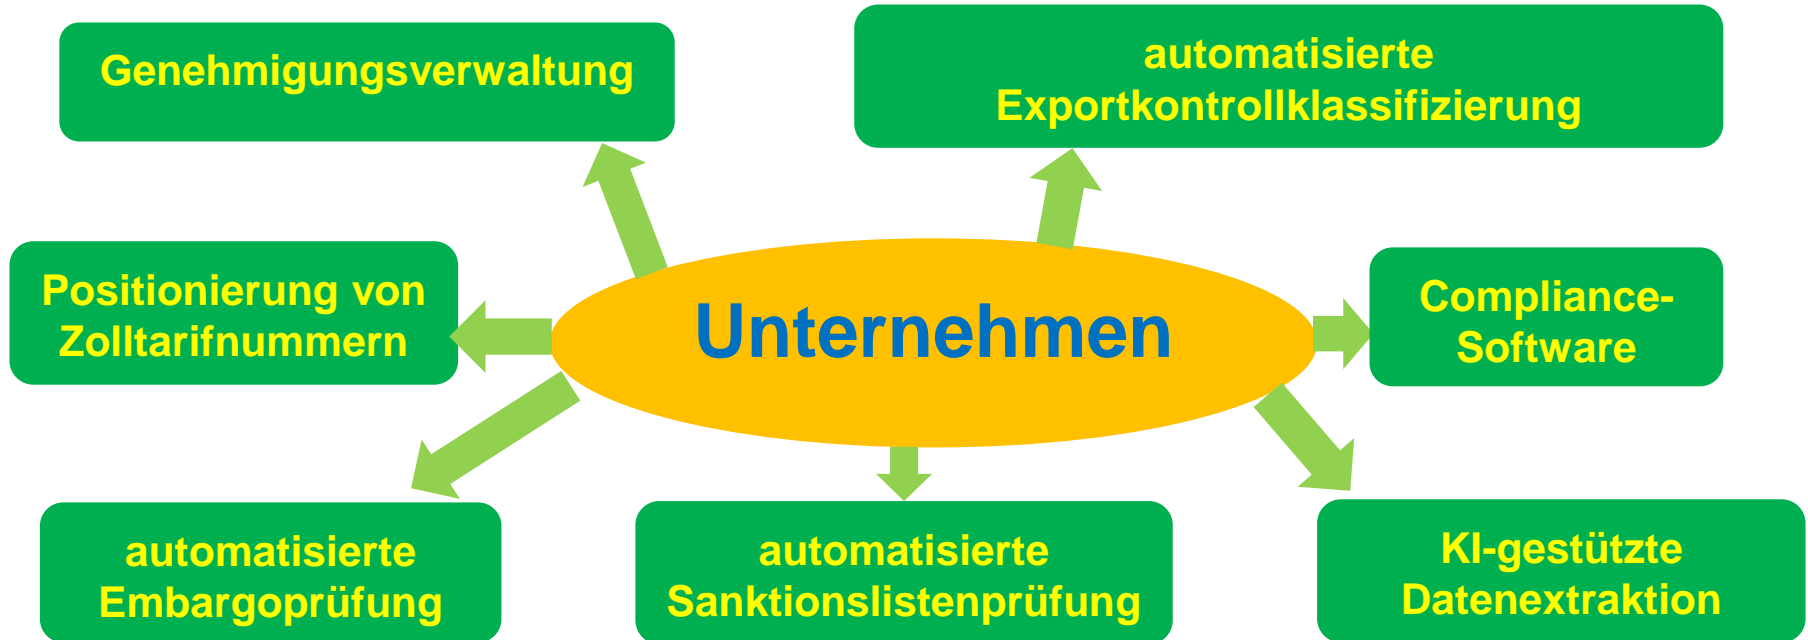 Genehmigungsverwaltung
automatisierte
Exportkontrollklassifizierung
Positionierung von
Zolltarifnummern
Unternehmen
Compliance-
Software
automatisierte
Embargoprüfung
automatisierte
Sanktionslistenprüfung
KI-gestützte
Datenextraktion